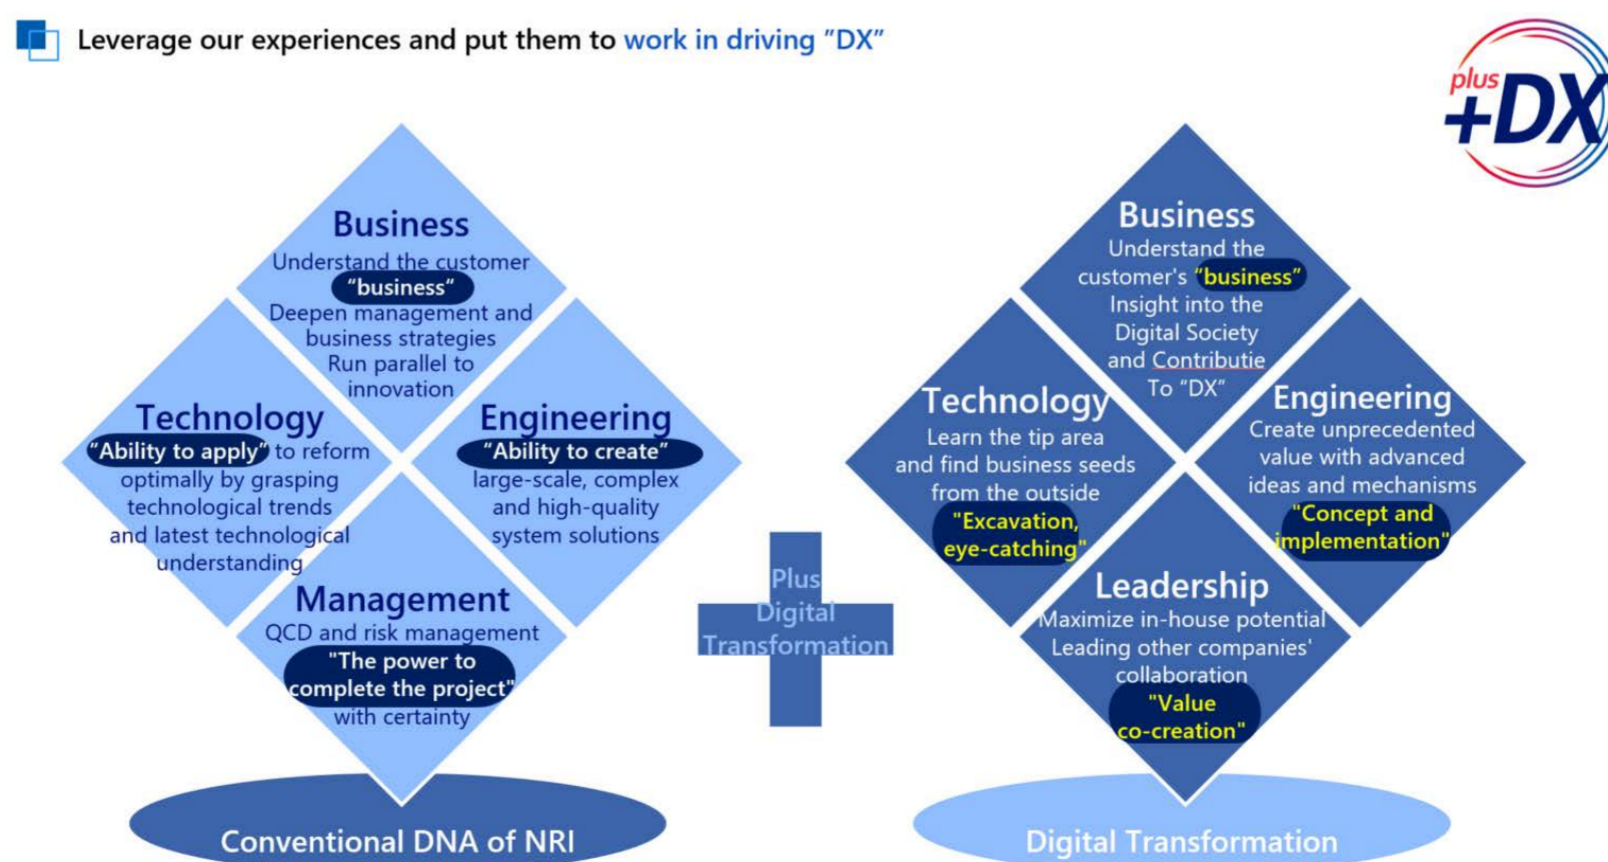 Leverage our experiences and put them to work in driving "DX"
plus
+DX
Business
Understand the customer
“business“
Deepen management and
business strategies
Run parallel to
innovation
Technology
“Ability to apply” to reform
optimally by grasping
technological trends
and latest technological
understanding
Engineering
“Ability to create”
large-scale, complex
and high-quality
system solutions
Management
QCD and risk management
"The power to
complete the project"
with certainty
Conventional DNA of NRI
Plus
Digital
Transformation
Business
Understand the
customer's “business”
Insight into the
Digital Society
and Contributie
To “DX”
Technology
Learn the tip area
and find business seeds
from the outside
"Excavation,
eye-catching"
Engineering
Create unprecedented
value with advanced
ideas and mechanisms
"Concept and
implementation"
Leadership
Maximize in-house potential
Leading other companies'
collaboration
"Value
co-creation"
Digital Transformation